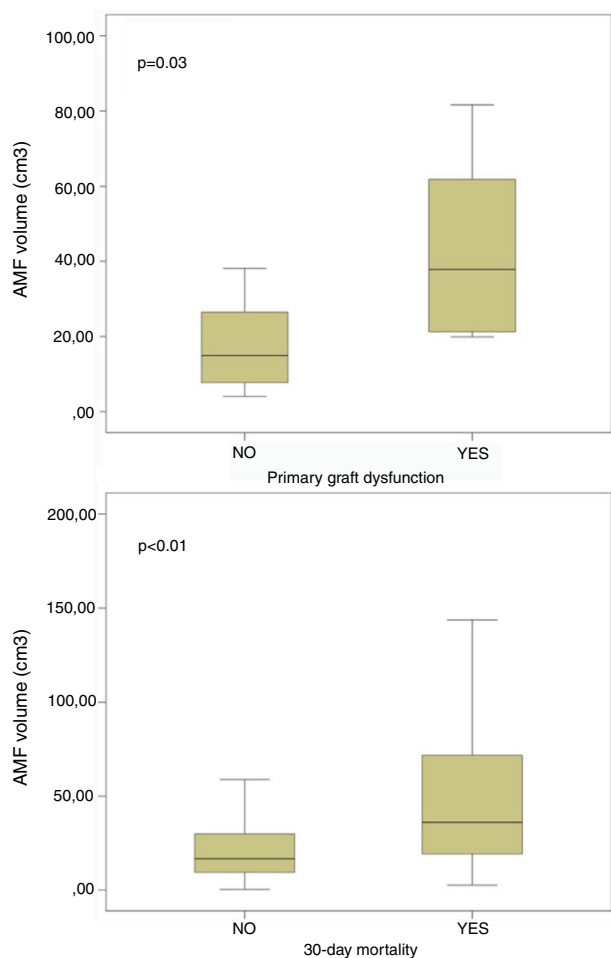 100,00
p=0.03
80,00
60,00
40,00
20,00
,00
AMF volume (cm3)
NO YES
Primary graft dysfunction
200,00
p<0.01
150,00
100,00
50,00
,00
AMF volume (cm3)
NO YES
30-day mortality